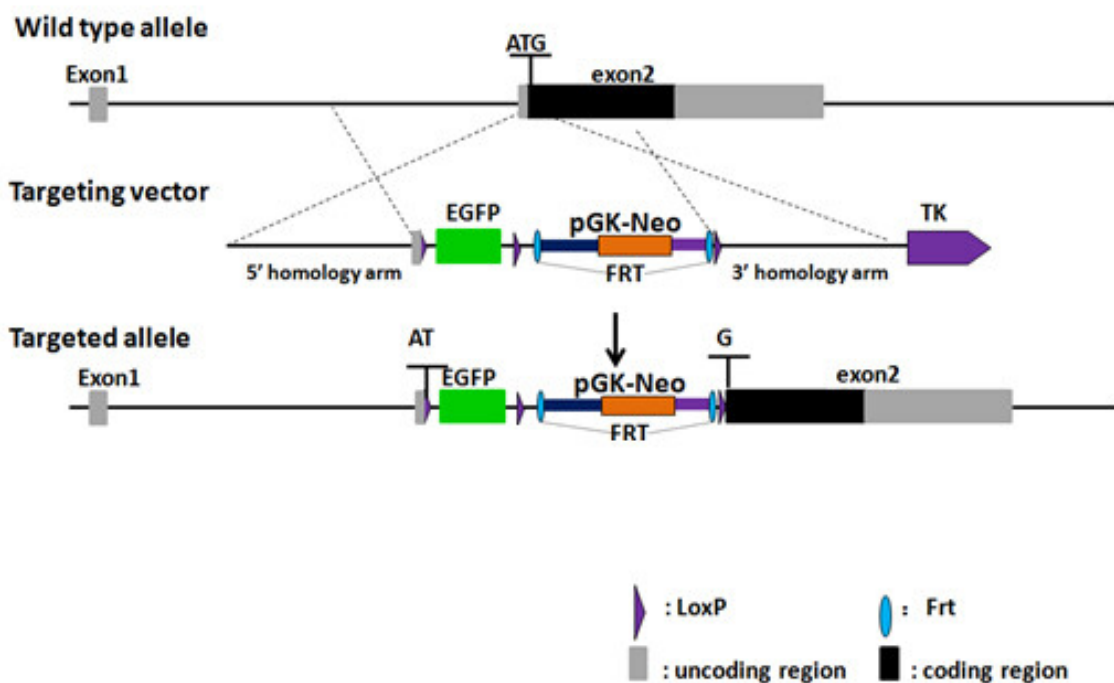 Wild type allele
ATG
Exon1
exon2
Targeting vector
EGFP
pGK-Neo
TK
5' homology arm
FRT
3' homology arm
Targeted allele
AT
G
Exon1
EGFP
pGK-Neo
exon2
FRT
: LoxP
: Frt
: uncoding region
: coding region